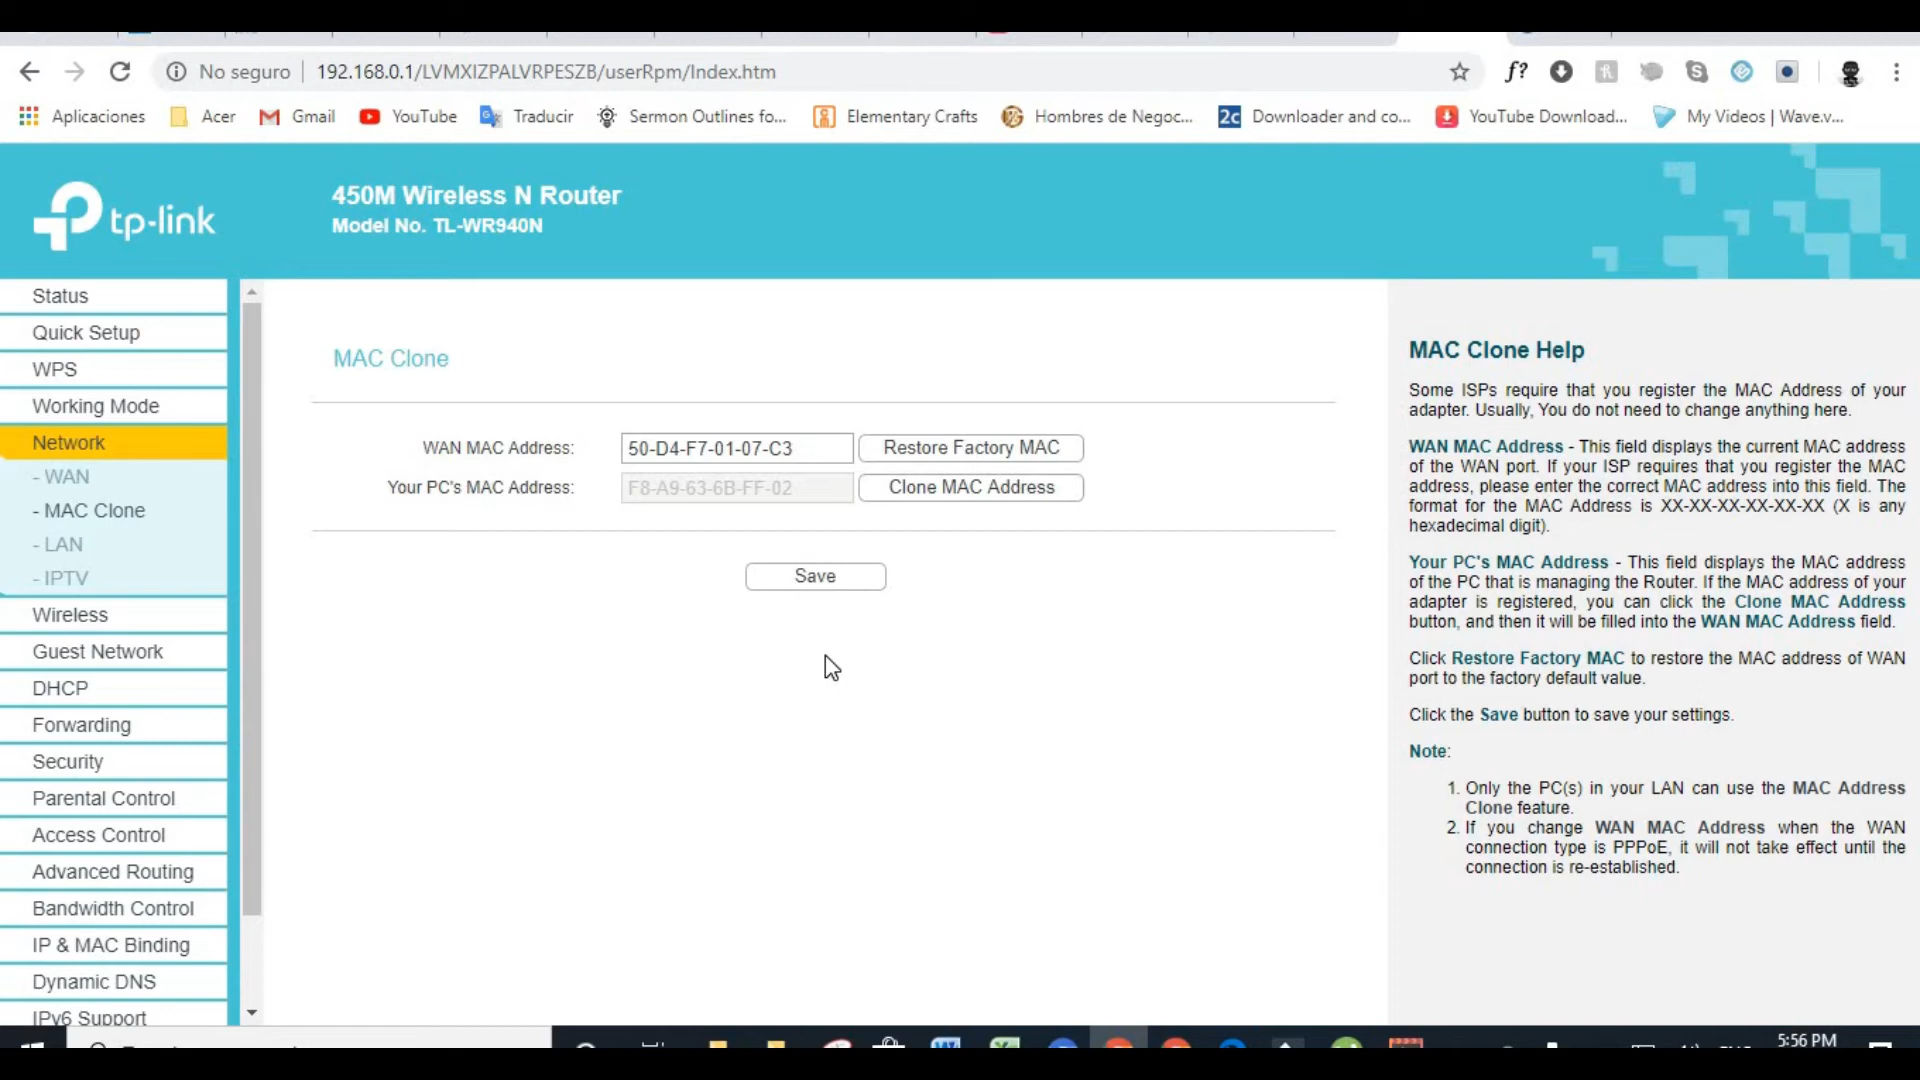 No seguro
192.168.0.1/LVMXIZPALVRPESZB/userRpm/Index.htm
f?
Aplicaciones
Acer
Gmail
YouTube
Traducir
Sermon Outlines fo...
Elementary Crafts
Hombres de Negoc...
2c
Downloader and co...
YouTube Download...
My Videos | Wave.v...
tp-link
450M Wireless N Router
Model No. TL-WR940N
Status
Quick Setup
WPS
Working Mode
Network
- WAN
- MAC Clone
- LAN
- IPTV
Wireless
Guest Network
DHCP
Forwarding
Security
Parental Control
Access Control
Advanced Routing
Bandwidth Control
IP & MAC Binding
Dynamic DNS
IPv6 Support
MAC Clone
WAN MAC Address:
50-D4-F7-01-07-C3
Restore Factory MAC
Your PC's MAC Address:
F8-A9-63-6B-FF-02
Clone MAC Address
Save
MAC Clone Help
Some ISPs require that you register the MAC Address of your
adapter. Usually, You do not need to change anything here.
WAN MAC Address - This field displays the current MAC address
of the WAN port. If your ISP requires that you register the MAC
address, please enter the correct MAC address into this field. The
format for the MAC Address is XX-XX-XX-XX-XX-XX (X is any
hexadecimal digit).
Your PC's MAC Address - This field displays the MAC address
of the PC that is managing the Router. If the MAC address of your
adapter is registered, you can click the Clone MAC Address
button, and then it will be filled into the WAN MAC Address field.
Click Restore Factory MAC to restore the MAC address of WAN
port to the factory default value.
Click the Save button to save your settings.
Note:
1. Only the PC(s) in your LAN can use the MAC Address
Clone feature.
2. If you change WAN MAC Address when the WAN
connection type is PPPoE, it will not take effect until the
connection is re-established.
5:56 PM